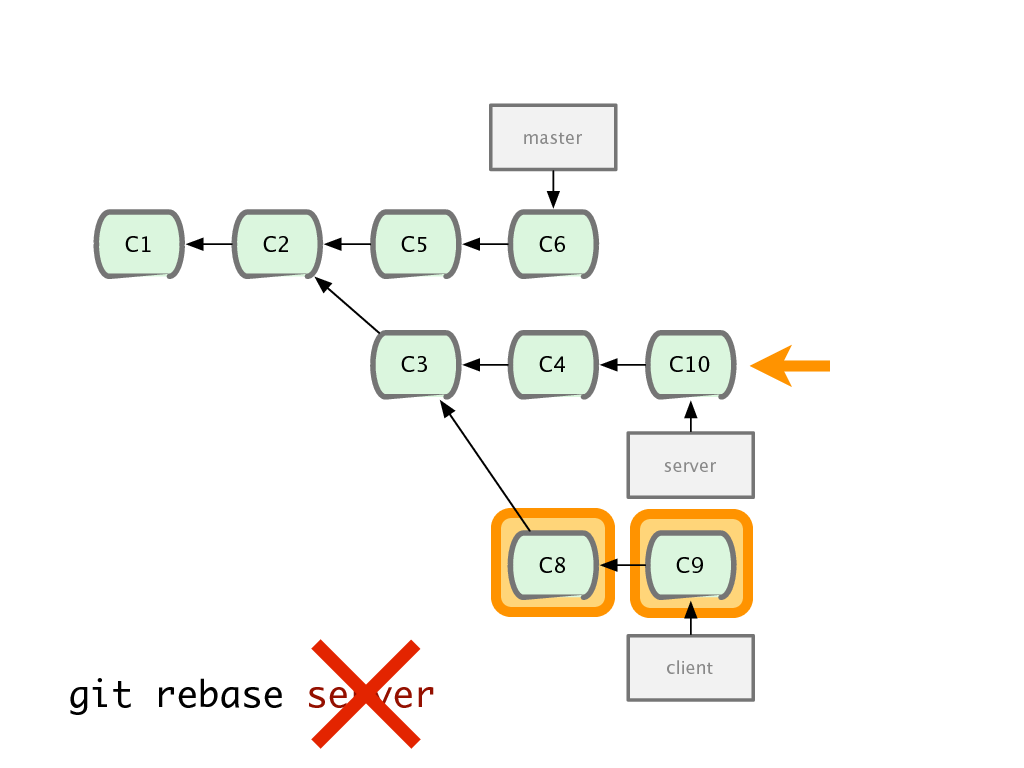 master
C1 C2 C5 C6
C3 C4 C10
server
C8 C9
client
git rebase server